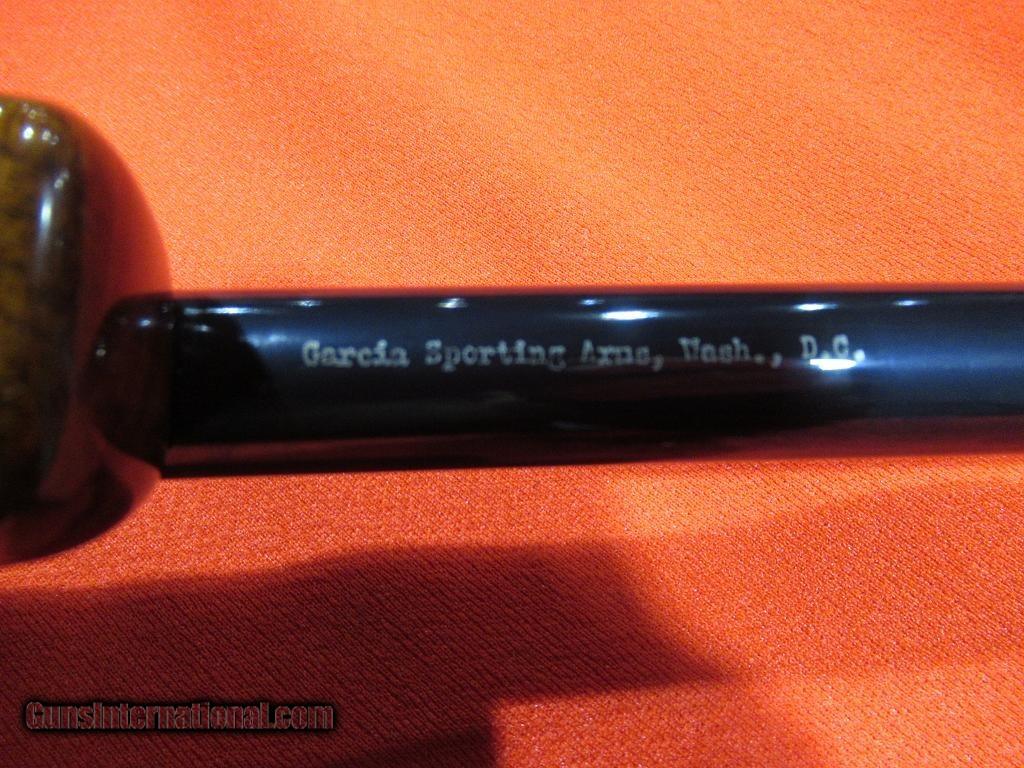 Garcia Sporting Arms, Wash., D.C.
GunsInternational.com